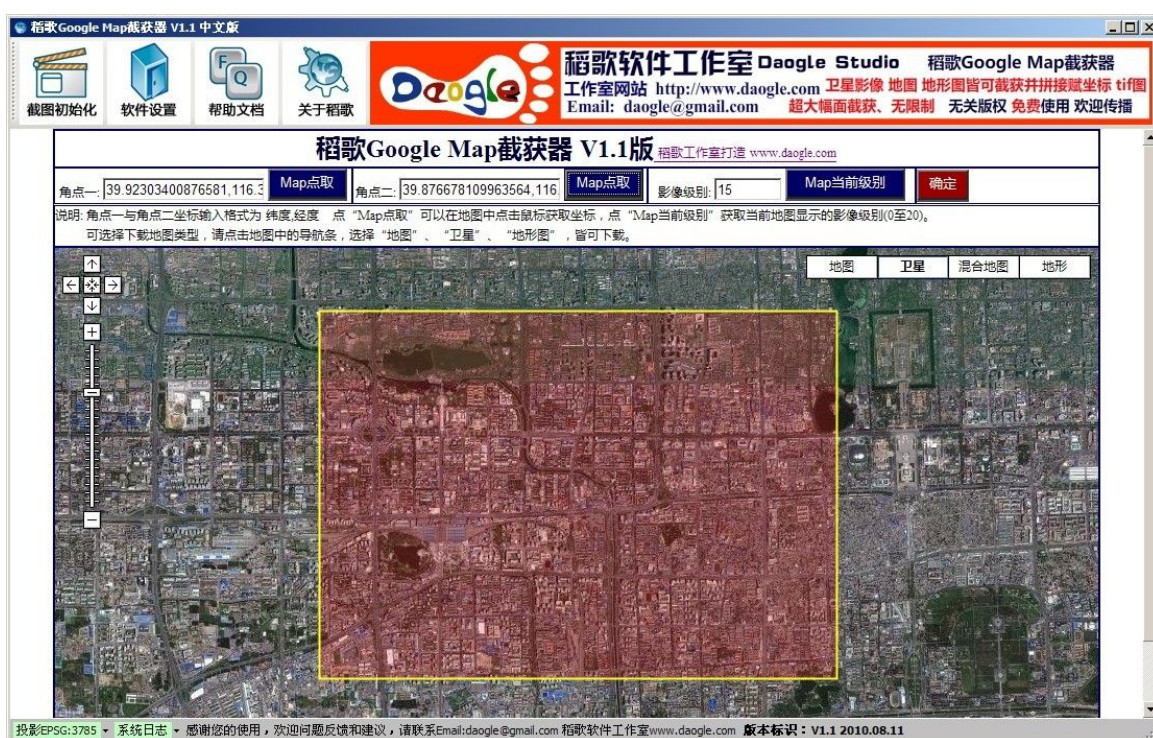 稻歌Google Map截获器 V1.1 中文版
截图初始化
软件设置
F
Q
帮助文档
关于稻歌
Daogle
稻歌软件工作室 Daogle Studio 稻歌Google Map截获器
工作室网站 http://www.daogle.com 卫星影像 地图 地形图皆可截获并拼接赋坐标 tif图
Email: daogle@gmail.com 超大幅面截获、无限制 无关版权 免费使用 欢迎传播
稻歌Google Map截获器 V1.1版 稻歌工作室打造 www.daogle.com
角点一: 39.92303400876581,116.3 Map点取 角点二: 39.876678109963564,116 Map点取 影像级别: 15 Map当前级别 确定
说明: 角点一与角点二坐标输入格式为 纬度,经度 点 “Map点取” 可以在地图中点击鼠标获取坐标，点 “Map当前级别” 获取当前地图显示的影像级别(0至20)。
可选择下载地图类型，请点击地图中的导航条，选择 “地图” 、 “卫星” 、 “地形图” ，皆可下载。
地图 卫星 混合地图 地形
投影EPSG:3785 系统日志 感谢您的使用，欢迎问题反馈和建议，请联系Email:daogle@gmail.com 稻歌软件工作室www.daogle.com 版本标识：V1.1 2010.08.11